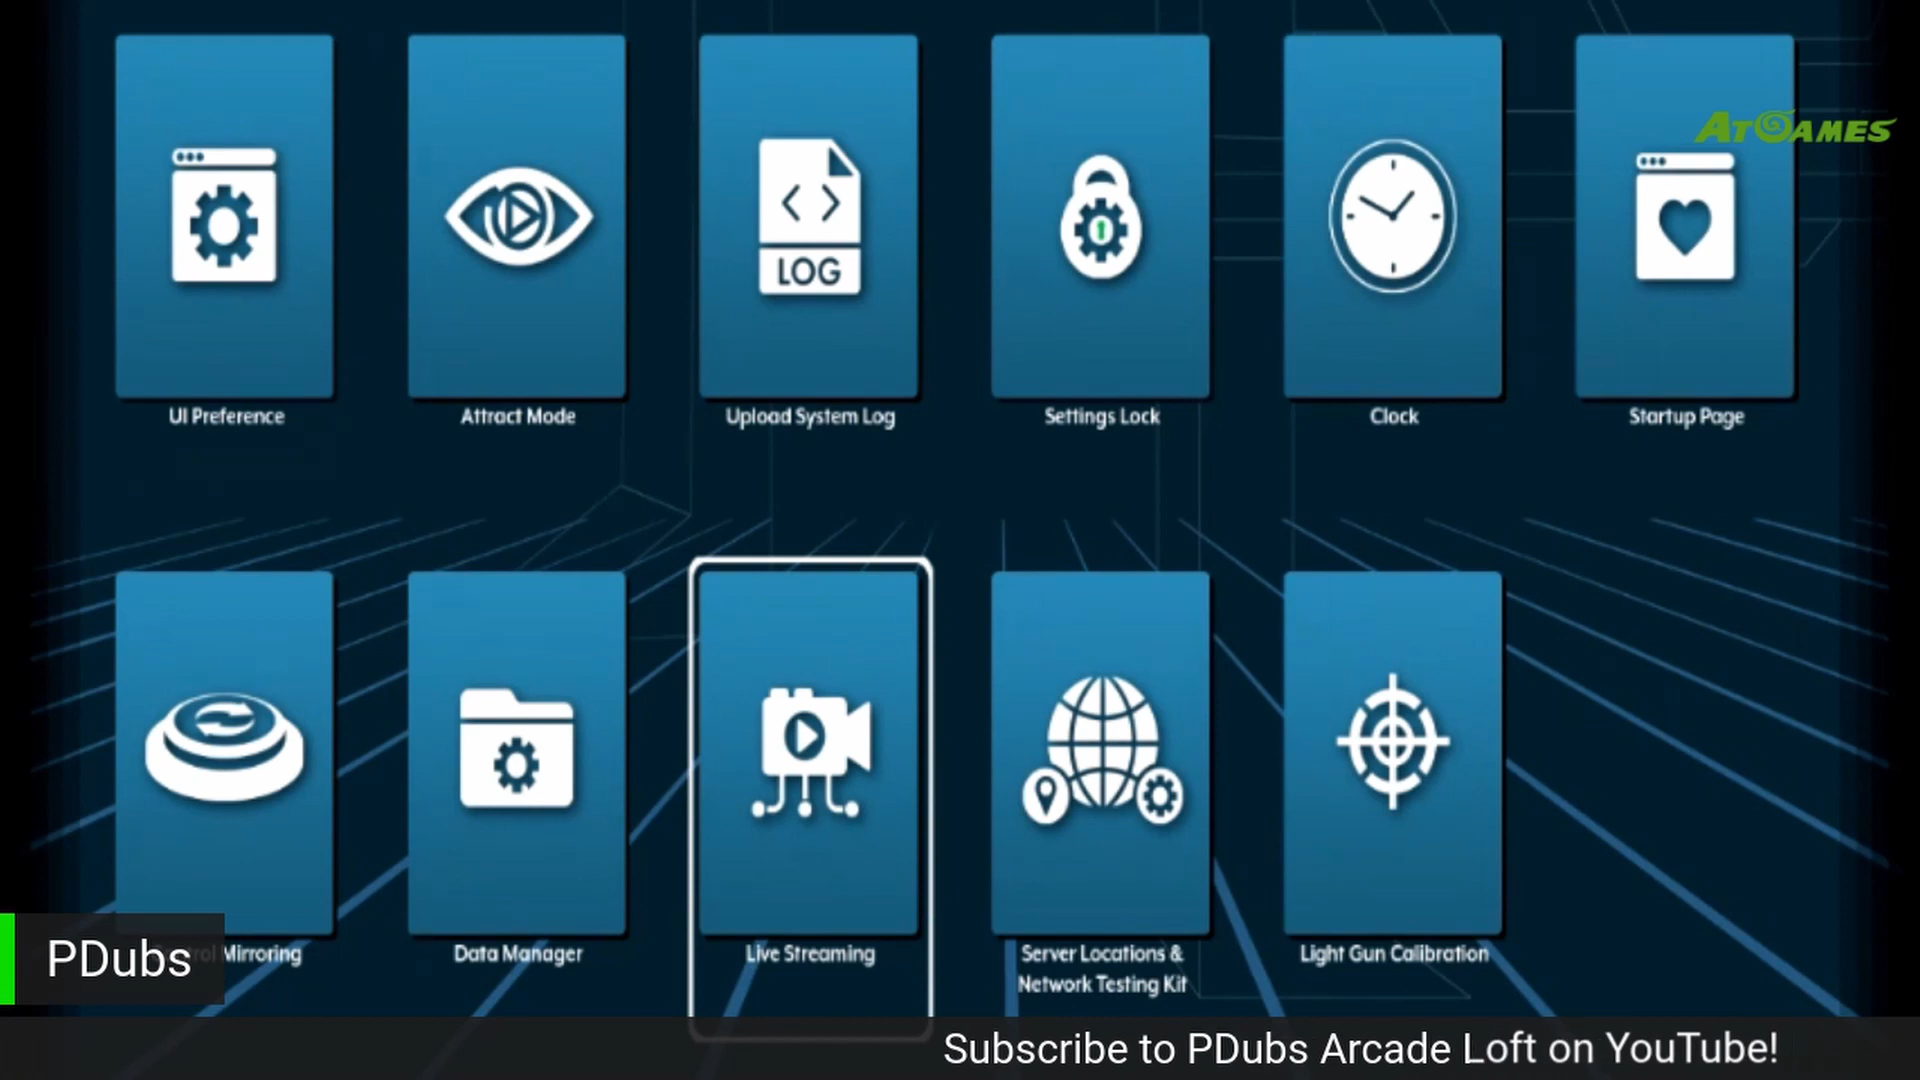 ATGAMES
LOG
UI Preference
Attract Mode
Upload System Log
Settings Lock
Clock
Startup Page
PDubs
Mirroring
Data Manager
Live Streaming
Server Locations &
Network Testing Kit
Light Gun Calibration
Subscribe to PDubs Arcade Loft on YouTube!